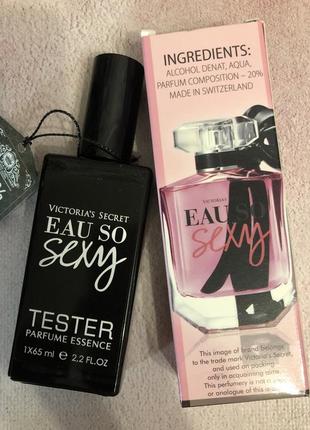 VICTORIA'S SECRET
EAU SO
sexy
TESTER
PARFUME ESSENCE
1X65 ml e 2.2 FL.OZ
INGREDIENTS:
ALCOHOL DENAT, AQUA,
PARFUM COMPOSITION – 20%
MADE IN SWITZERLAND
VICTORIA'S
EAU SO
sexy
This image of brand belongs
to the trade mark Victoria's Secret,
and used on packing
only in acquainting aims.
This perfumery is not a
or analogue of this